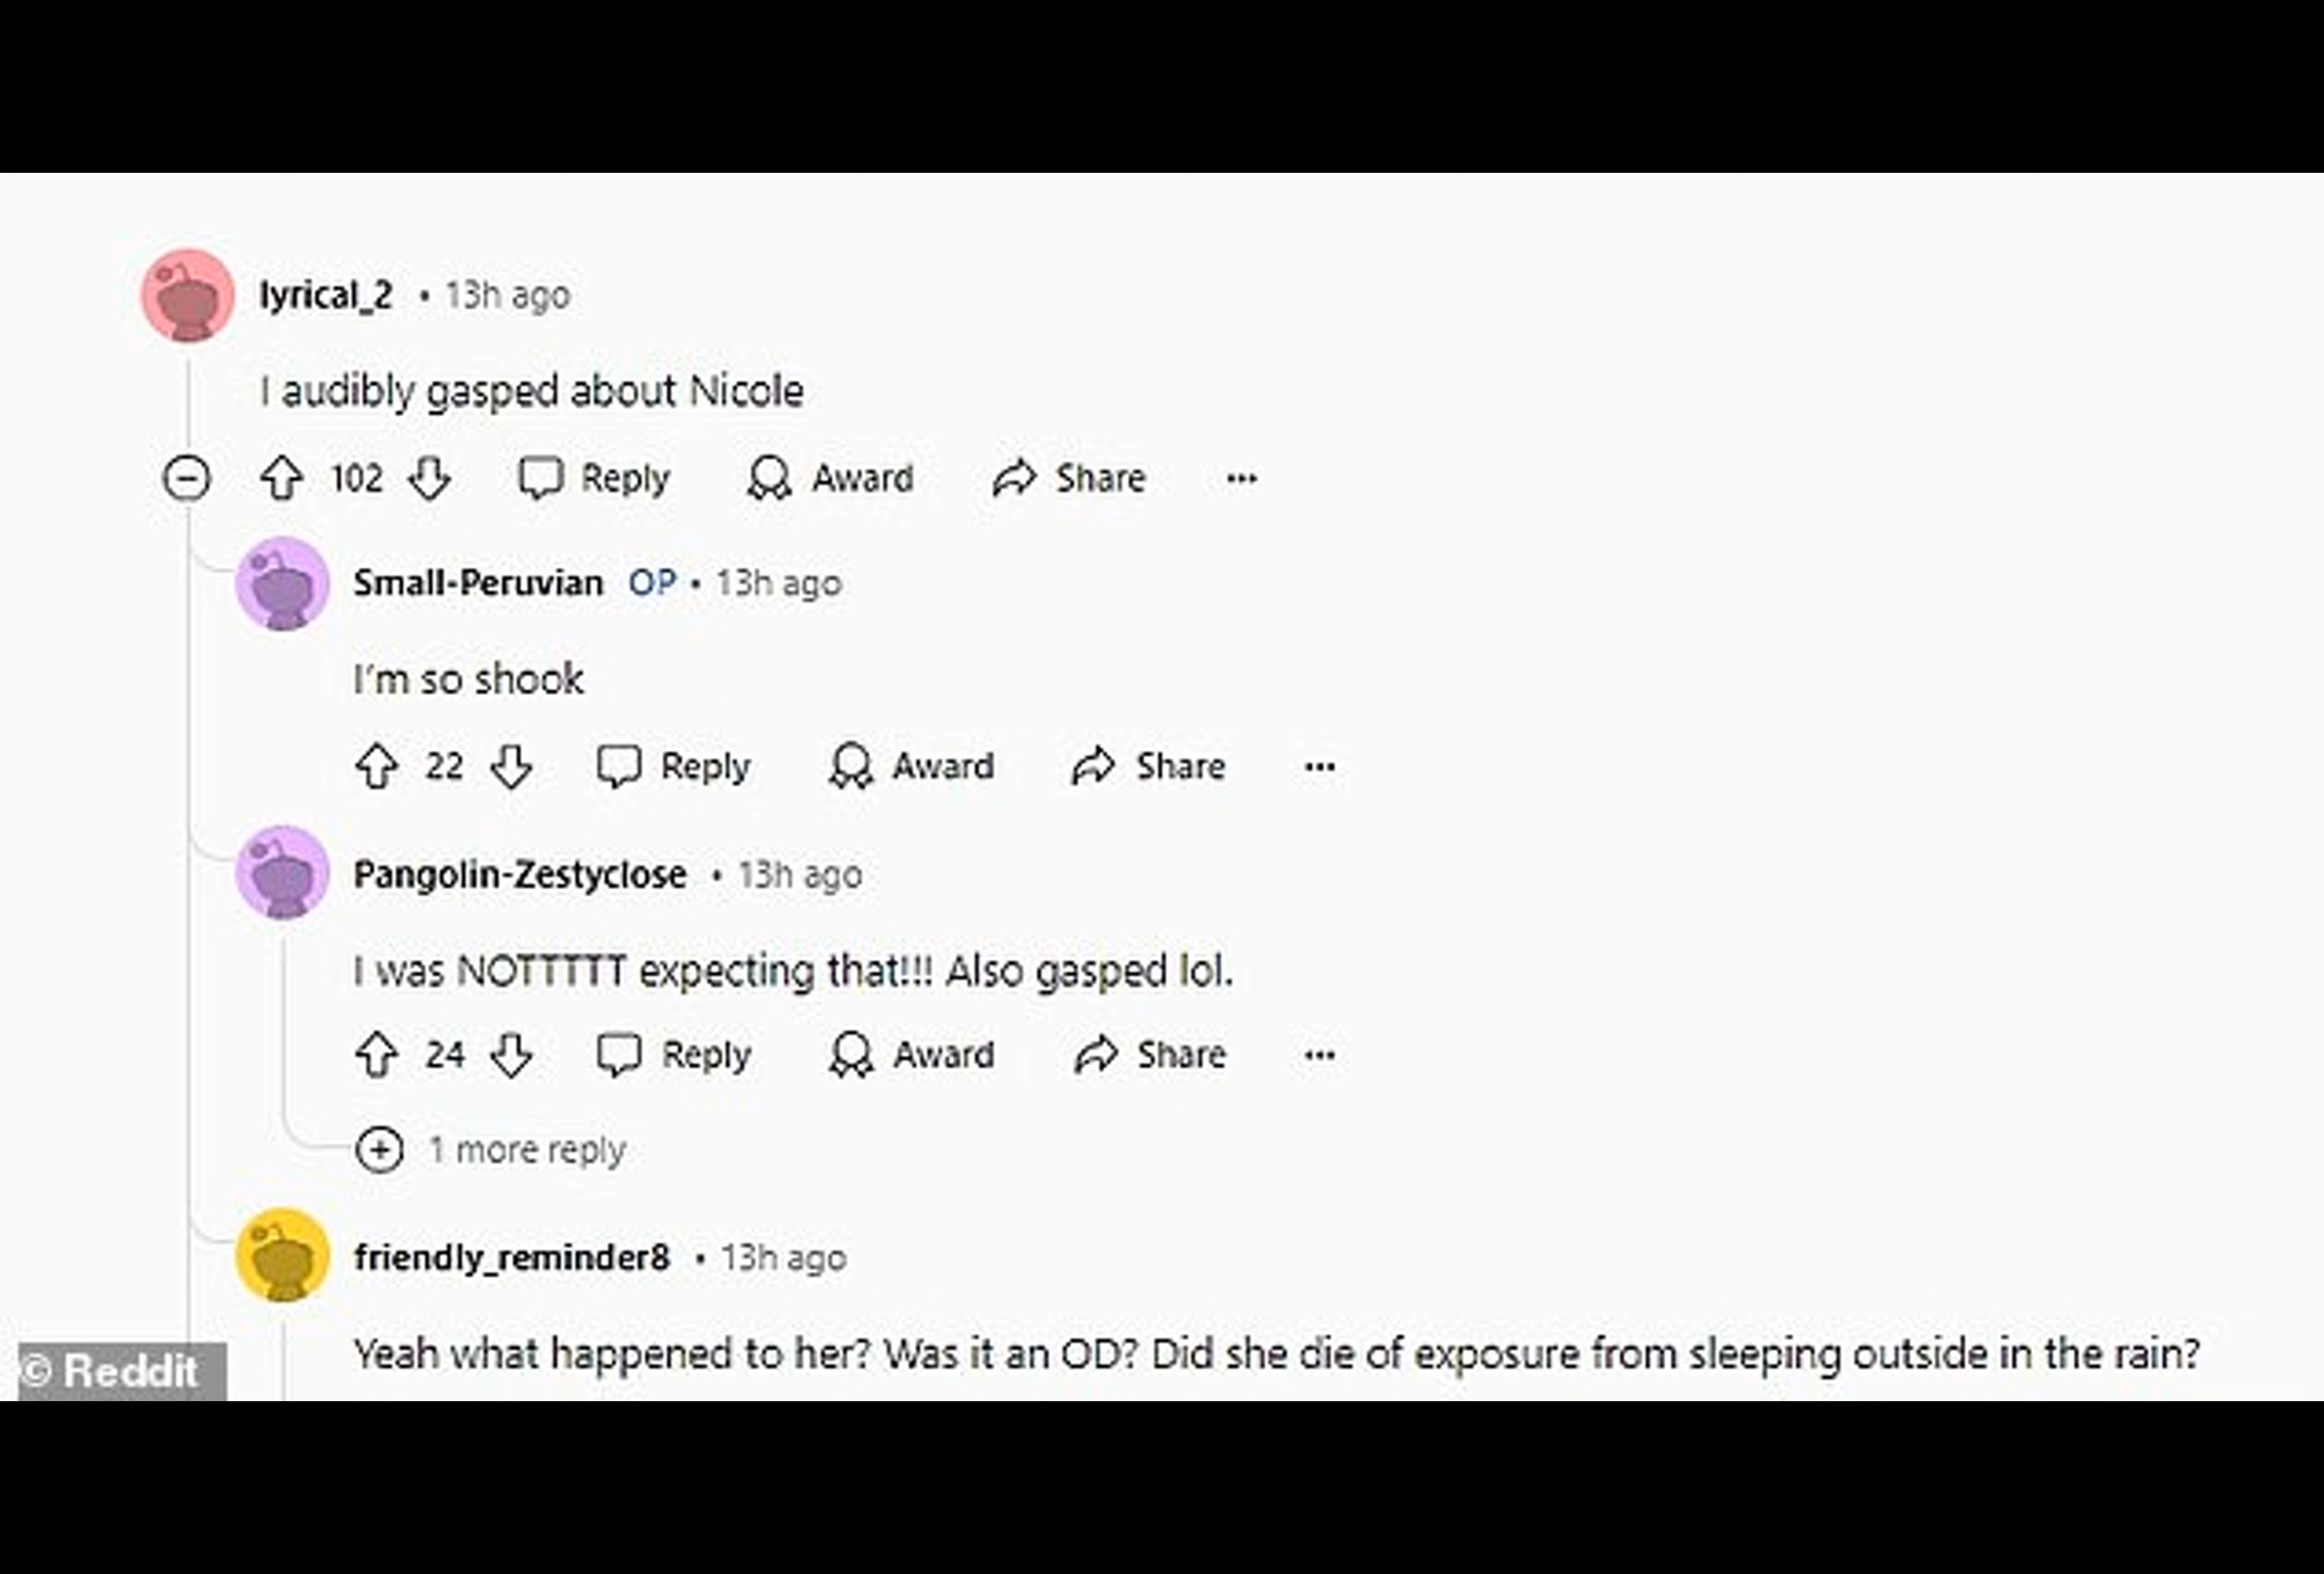 lyrical_2 • 13h ago
I audibly gasped about Nicole
102 Reply Award Share ...
Small-Peruvian OP • 13h ago
I'm so shook
22 Reply Award Share ...
Pangolin-Zestyclose • 13h ago
I was NOTTTTT expecting that!!! Also gasped lol.
24 Reply Award Share ...
1 more reply
friendly_reminder8 • 13h ago
Yeah what happened to her? Was it an OD? Did she die of exposure from sleeping outside in the rain?
© Reddit